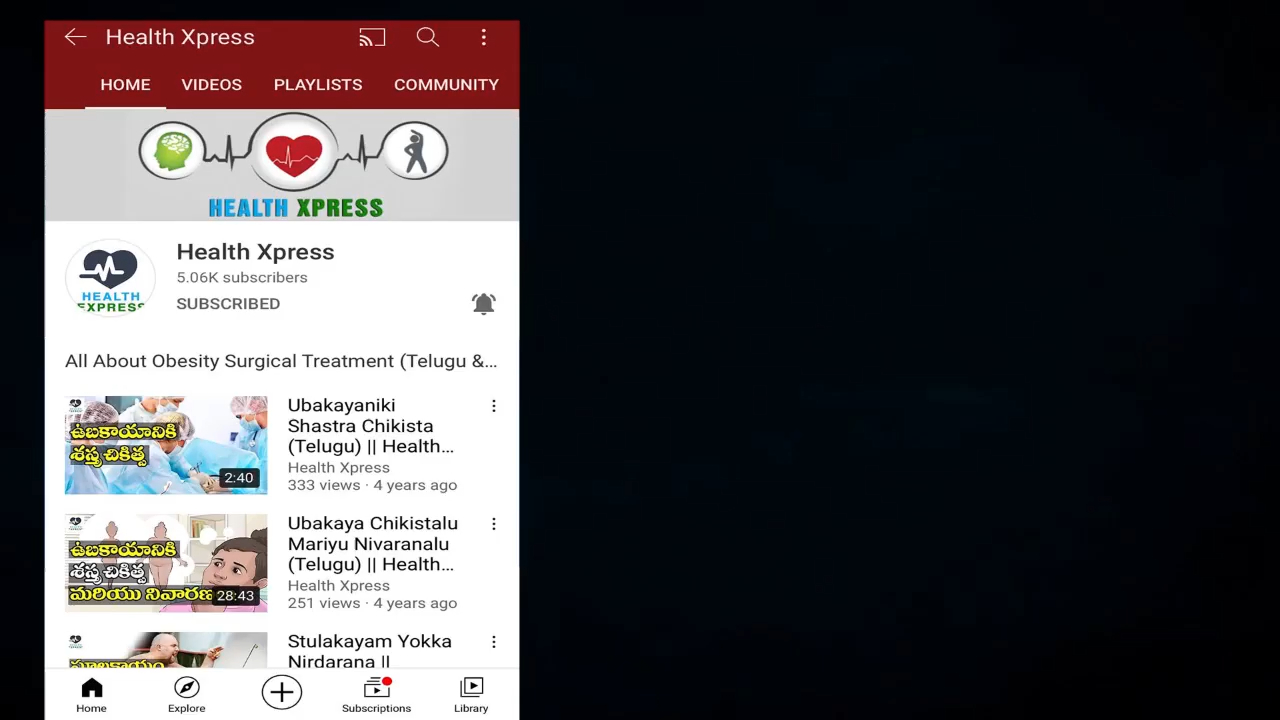 Health Xpress
HOME VIDEOS PLAYLISTS COMMUNITY
HEALTH XPRESS
Health Xpress
5.06K subscribers
SUBSCRIBED
HEALTH
EXPRESS
All About Obesity Surgical Treatment (Telugu &...
ఉబకాయానికి
శస్త్ర చికిత్స
2:40
Ubakayaniki
Shastra Chikista
(Telugu) || Health...
Health Xpress
333 views · 4 years ago
ఉబకాయానికి
శస్త్ర చికిత్స
మరియు నివారణ
28:43
Ubakaya Chikistalu
Mariyu Nivaranalu
(Telugu) || Health...
Health Xpress
251 views · 4 years ago
స్థూలకాయం
Stulakayam Yokka
Nirdarana ||
Home Explore Subscriptions Library